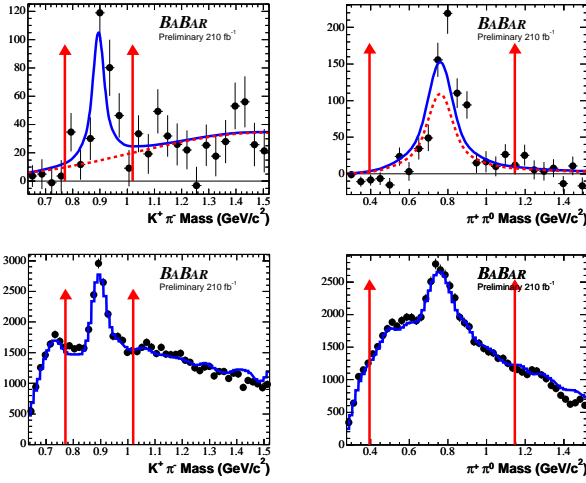 120
100
80
60
40
20
0
BABAR
Preliminary 210 fb⁻¹
0.7 0.8 0.9 1 1.1 1.2 1.3 1.4 1.5
K⁺ π⁻ Mass (GeV/c²)
200
150
100
50
0
BABAR
Preliminary 210 fb⁻¹
0.4 0.6 0.8 1 1.2 1.4
π⁺ π⁰ Mass (GeV/c²)
3000
2500
2000
1500
1000
500
0
BABAR
Preliminary 210 fb⁻¹
0.7 0.8 0.9 1 1.1 1.2 1.3 1.4 1.5
K⁺ π⁻ Mass (GeV/c²)
2500
2000
1500
1000
500
0
BABAR
Preliminary 210 fb⁻¹
0.4 0.6 0.8 1 1.2 1.4
π⁺ π⁰ Mass (GeV/c²)